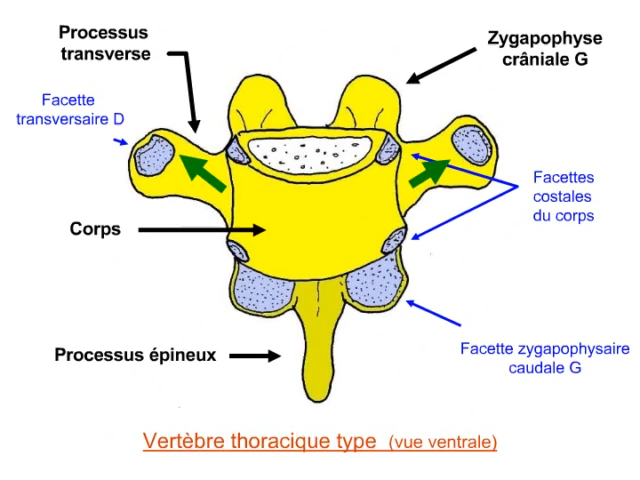 Processus
transverse
Zygapophyse
crâniale G
Facette
transversaire D
Facettes
costales
du corps
Corps
Processus épineux
Facette zygapophysaire
caudale G
Vertèbre thoracique type (vue ventrale)